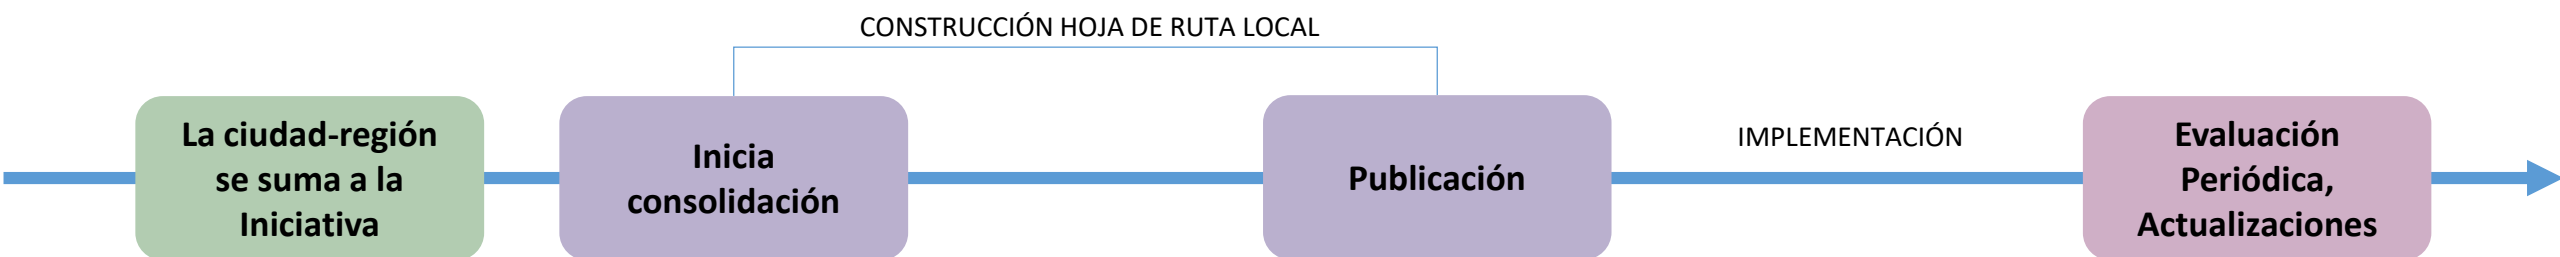 CONSTRUCCIÓN HOJA DE RUTA LOCAL
La ciudad-región
se suma a la
Iniciativa
Inicia
consolidación
Publicación
IMPLEMENTACIÓN
Evaluación
Periódica,
Actualizaciones